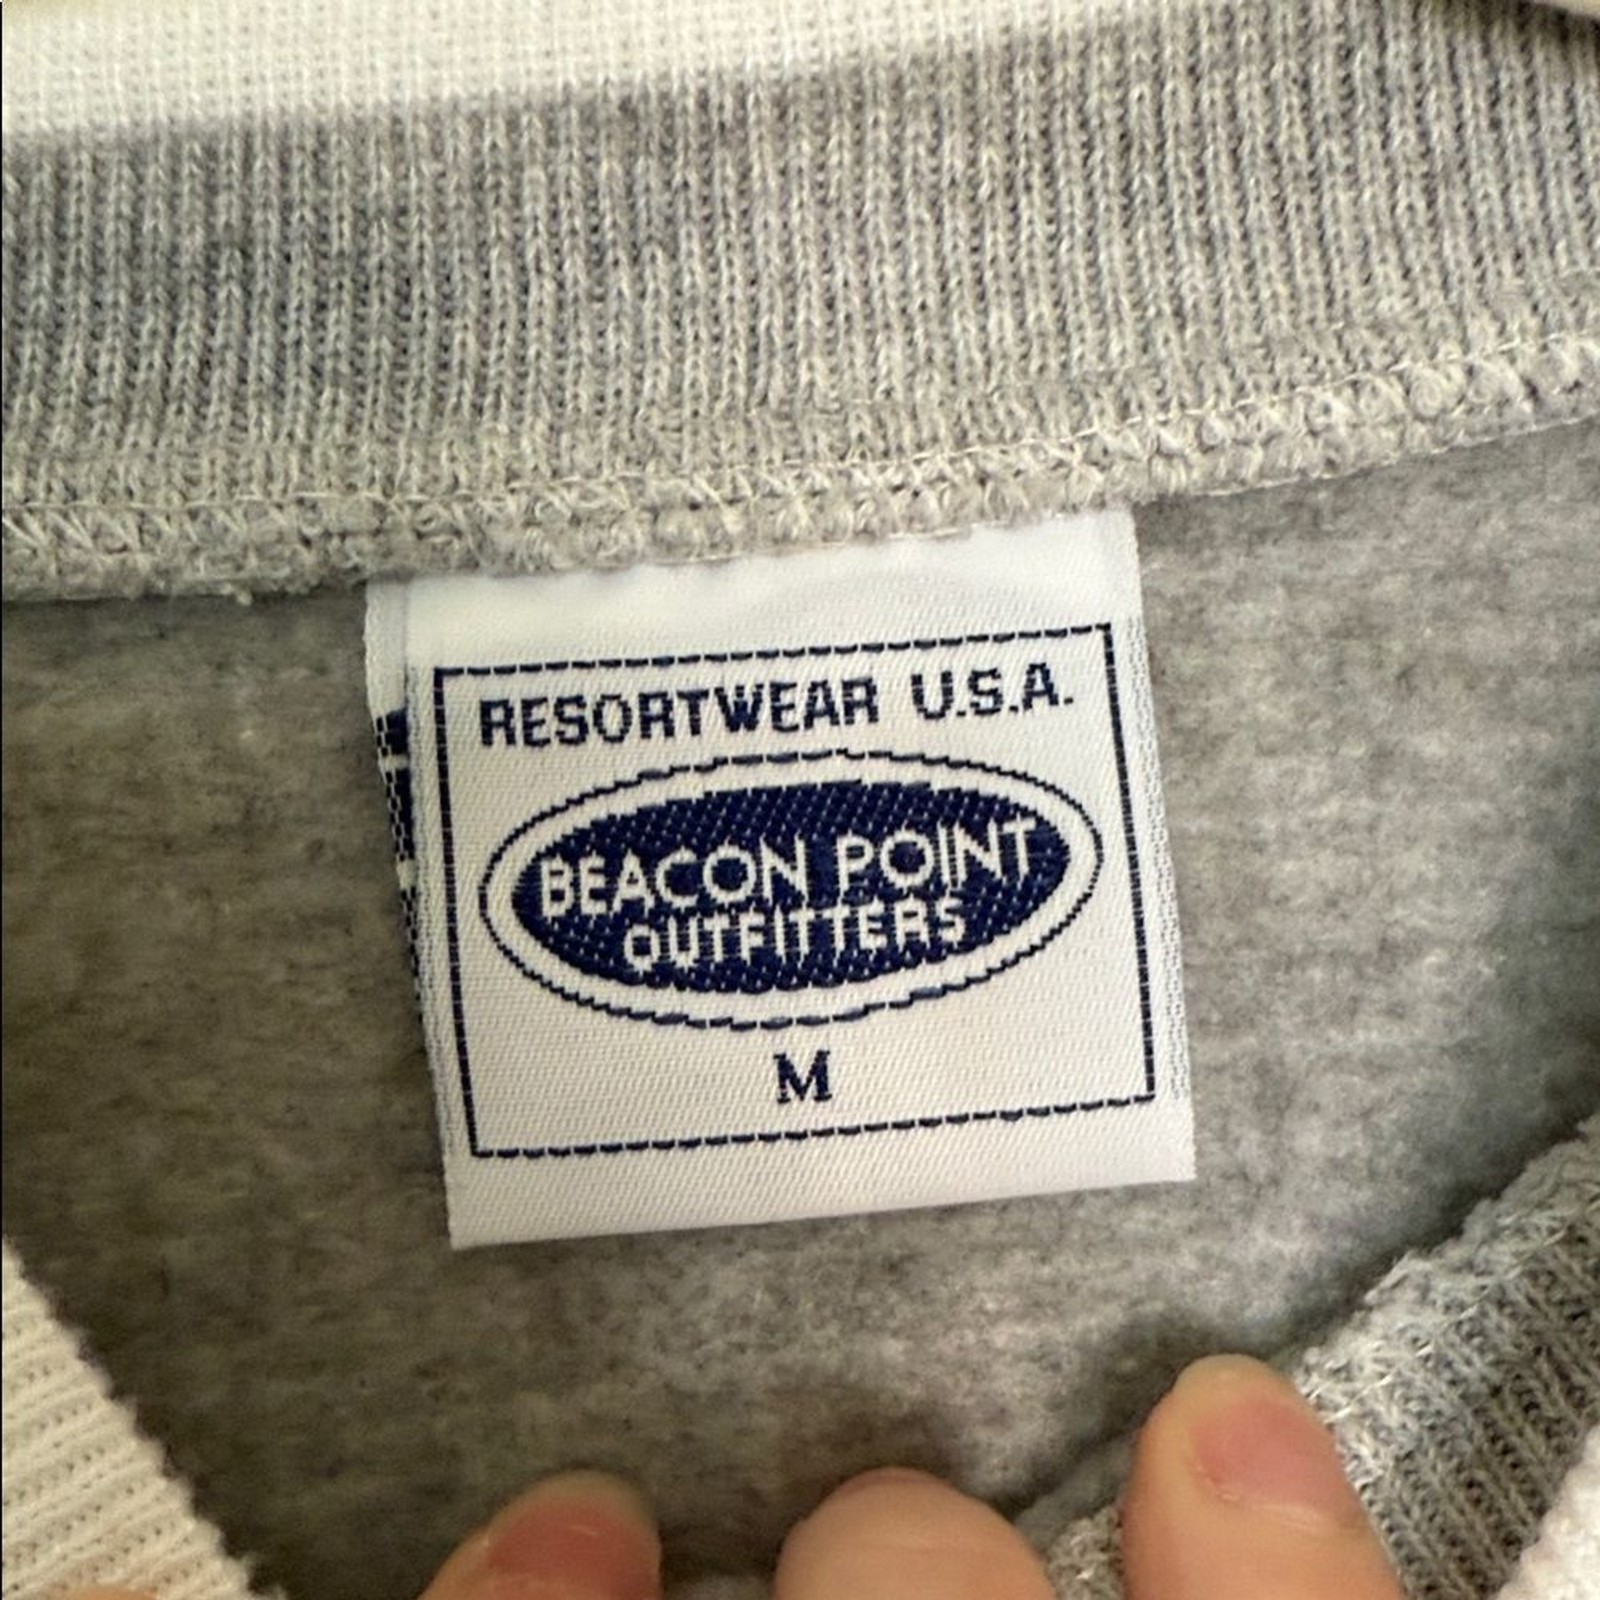 RESORTWEAR U.S.A.
BEACON POINT
OUTFITTERS
M